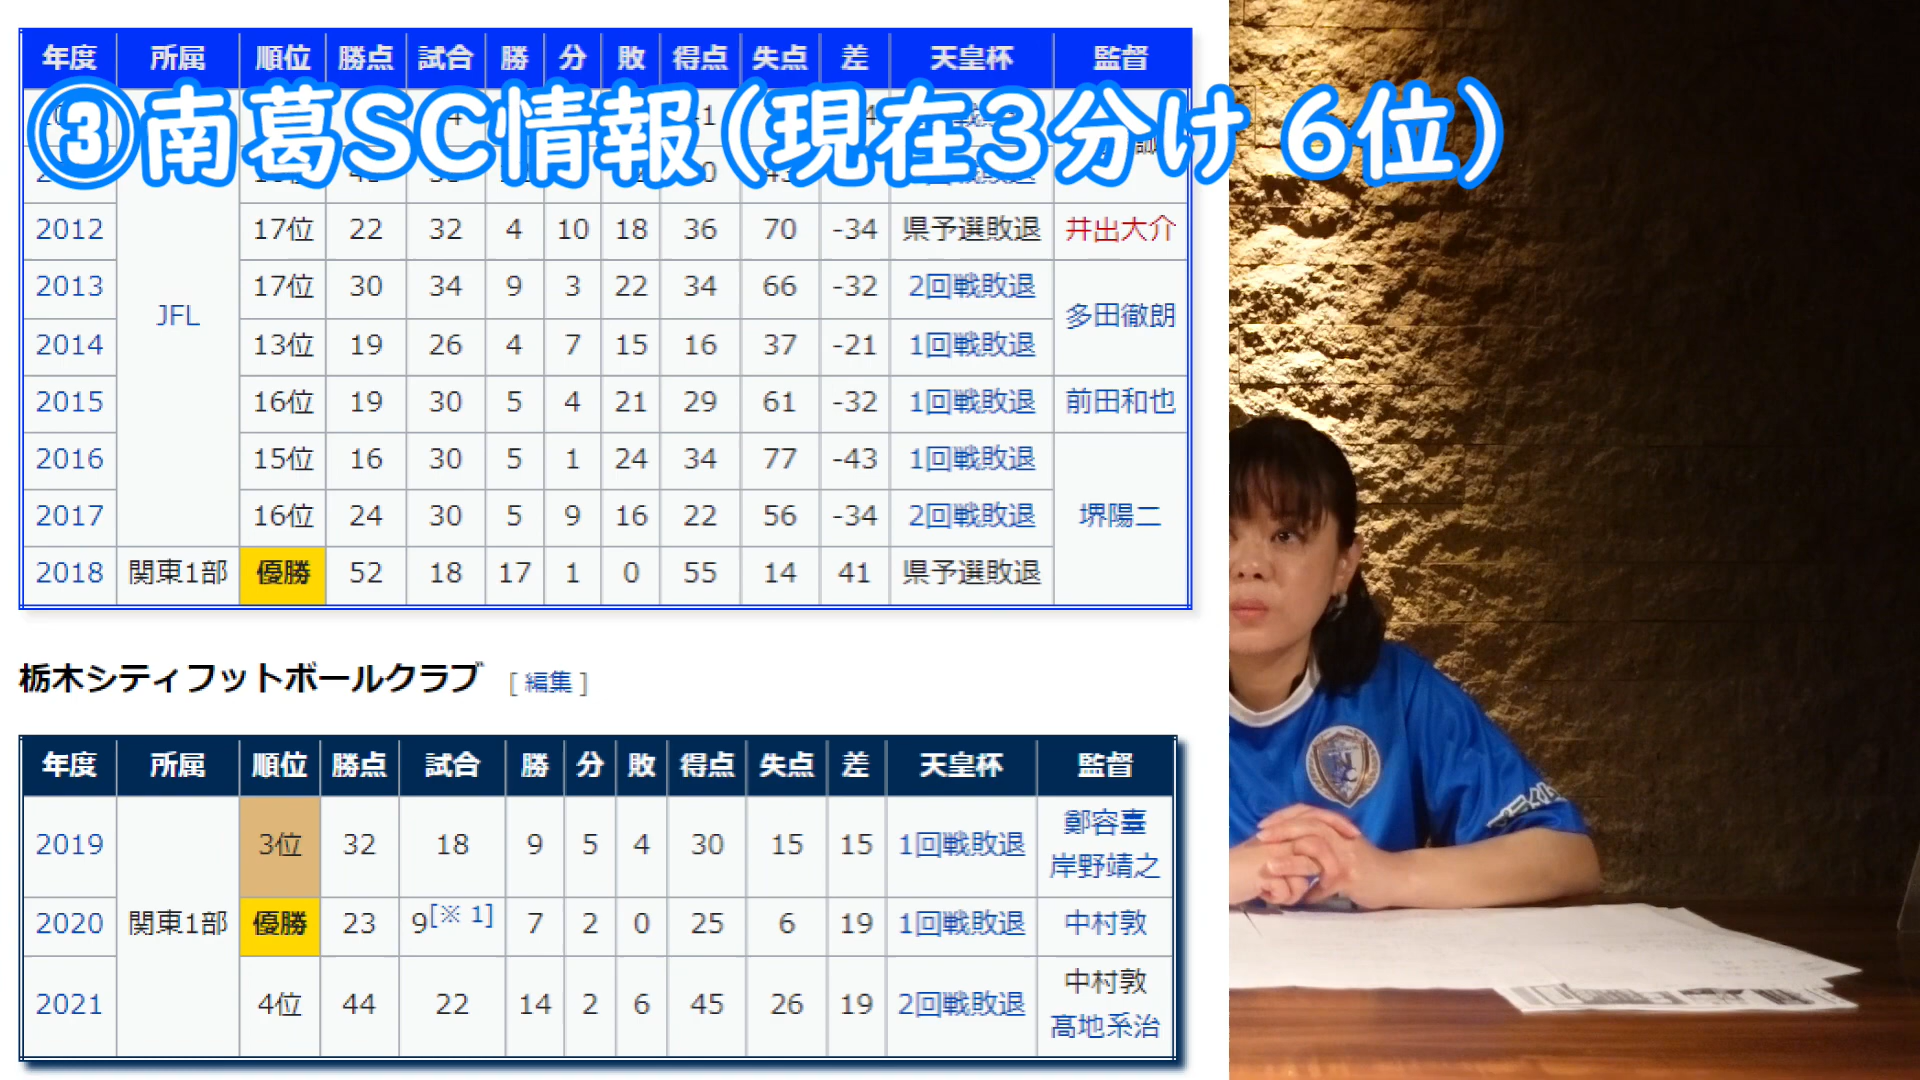 年度 所属 順位 勝点 試合 勝 分 敗 得点 失点 差 天皇杯 監督
③南葛SC情報(現在3分け 6位)
2012 17位 22 32 4 10 18 36 70 -34 県予選敗退 井出大介
2013 17位 30 34 9 3 22 34 66 -32 2回戦敗退
JFL 多田徹朗
2014 13位 19 26 4 7 15 16 37 -21 1回戦敗退
2015 16位 19 30 5 4 21 29 61 -32 1回戦敗退 前田和也
2016 15位 16 30 5 1 24 34 77 -43 1回戦敗退
2017 16位 24 30 5 9 16 22 56 -34 2回戦敗退 堺陽二
2018 関東1部 優勝 52 18 17 1 0 55 14 41 県予選敗退
栃木シティフットボールクラブ [ 編集 ]
年度 所属 順位 勝点 試合 勝 分 敗 得点 失点 差 天皇杯 監督
2019 3位 32 18 9 5 4 30 15 15 1回戦敗退 鄭容臺
岸野靖之
2020 関東1部 優勝 23 9[※ 1] 7 2 0 25 6 19 1回戦敗退 中村敦
2021 4位 44 22 14 2 6 45 26 19 2回戦敗退 中村敦
髙地系治